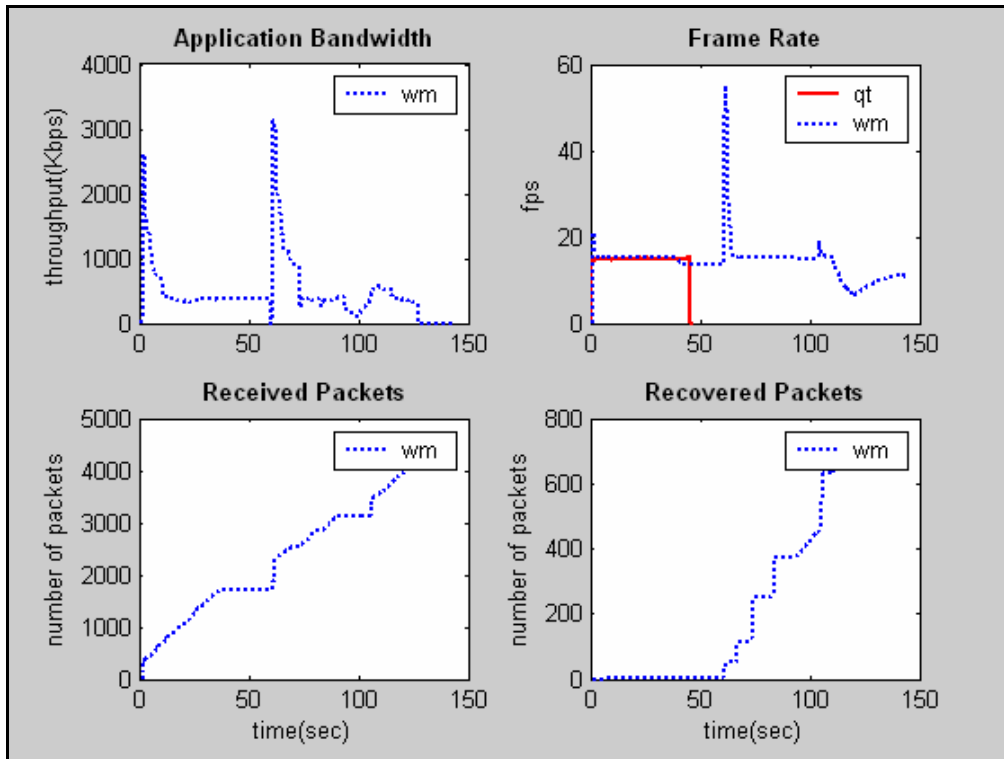 Application Bandwidth
4000
3000
2000
1000
0
throughput(Kbps)
wm
0 50 100 150
Frame Rate
60
40
20
0
fps
qt
wm
0 50 100 150
Received Packets
5000
4000
3000
2000
1000
0
number of packets
wm
0 50 100 150
time(sec)
Recovered Packets
800
600
400
200
0
number of packets
wm
0 50 100 150
time(sec)